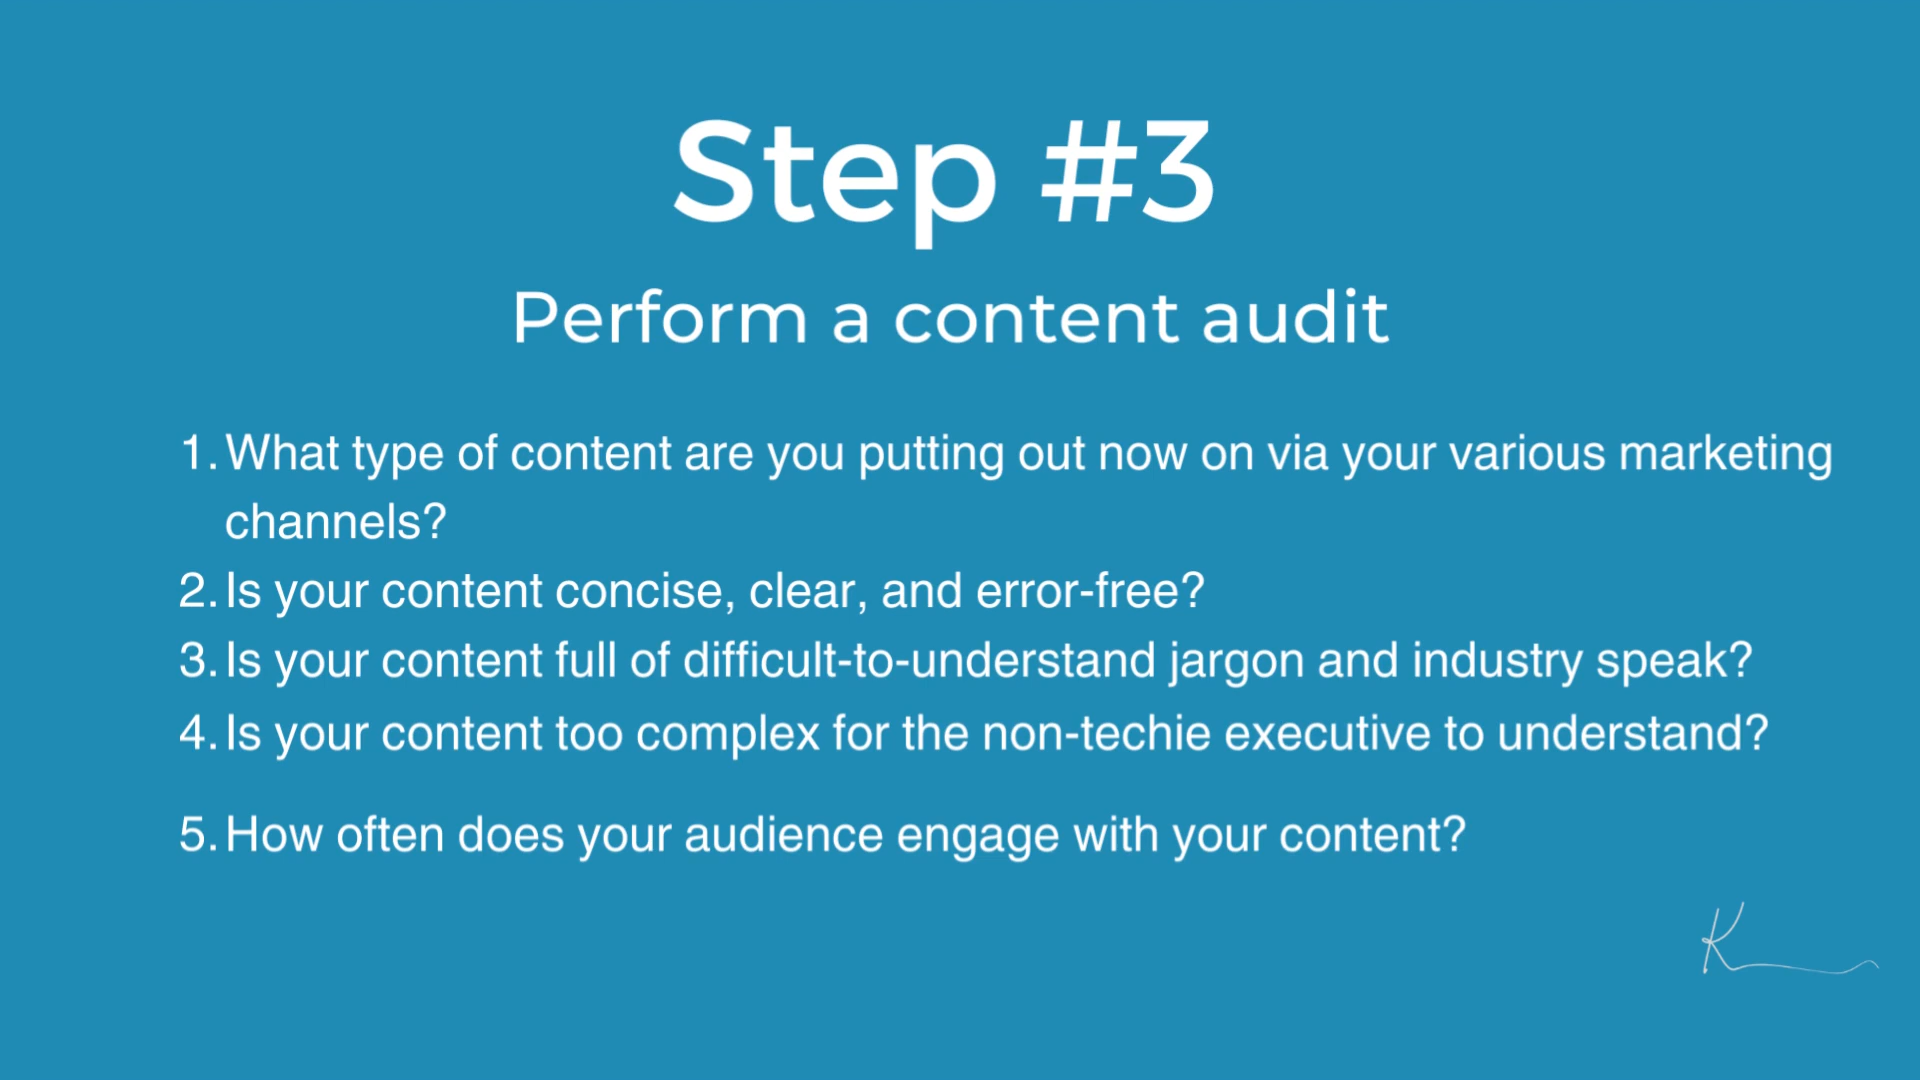 Step #3
Perform a content audit
1. What type of content are you putting out now on via your various marketing
channels?
2. Is your content concise, clear, and error-free?
3. Is your content full of difficult-to-understand jargon and industry speak?
4. Is your content too complex for the non-techie executive to understand?
5. How often does your audience engage with your content?
K